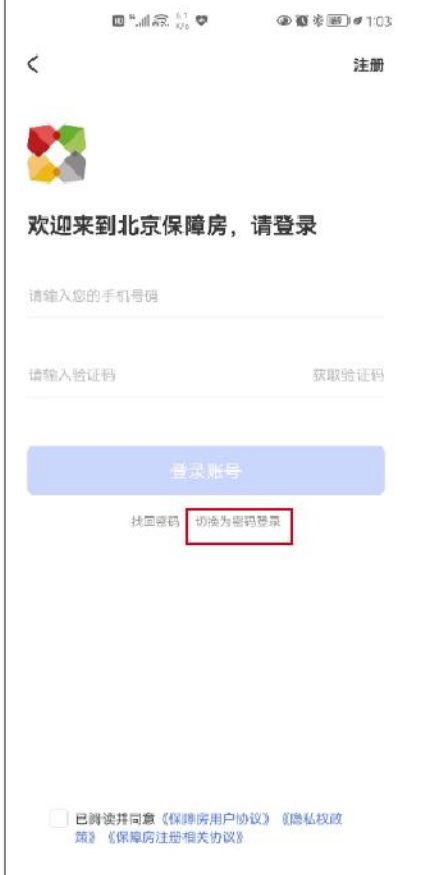 1:03
注册
欢迎来到北京保障房，请登录
请输入您的手机号码
请输入验证码 获取验证码
登录账号
找回密码 切换为密码登录
已阅读并同意《保障房用户协议》《隐私权政
策》《保障房注册相关协议》